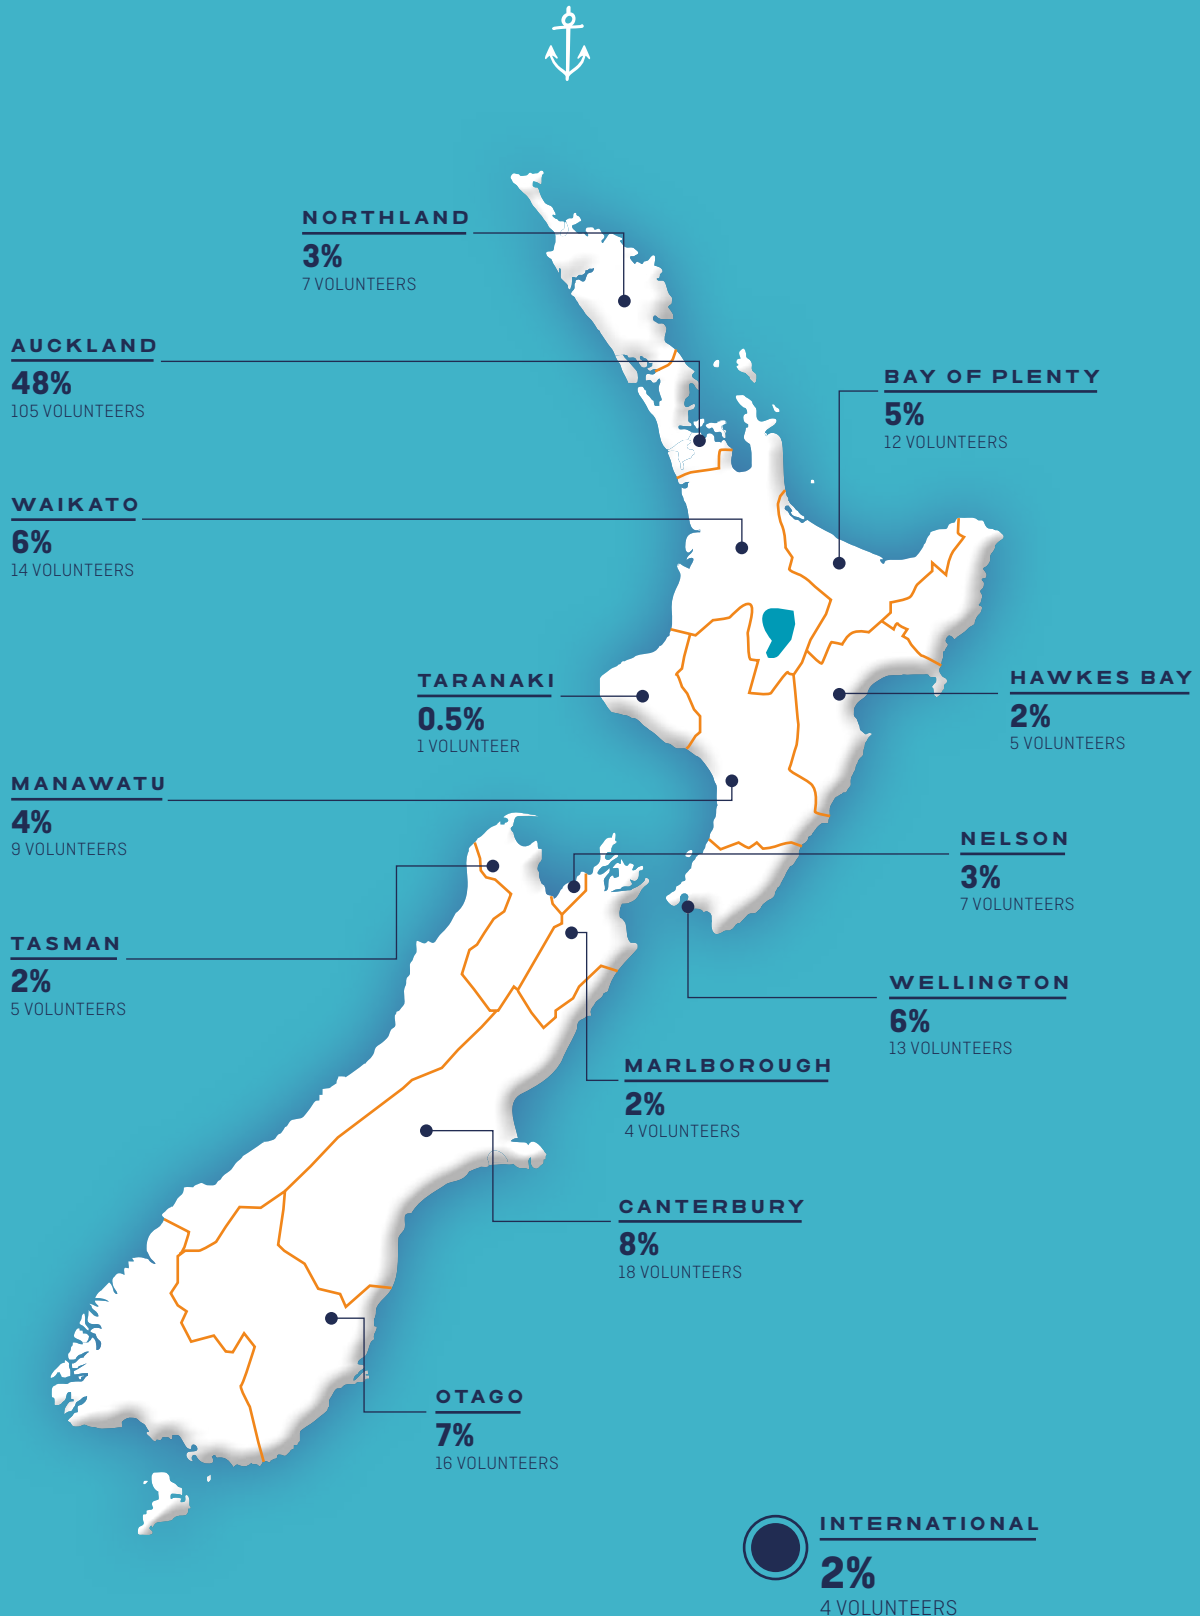 NORTHLAND
3%
7 VOLUNTEERS
AUCKLAND
48%
105 VOLUNTEERS
BAY OF PLENTY
5%
12 VOLUNTEERS
WAIKATO
6%
14 VOLUNTEERS
TARANAKI
0.5%
1 VOLUNTEER
HAWKES BAY
2%
5 VOLUNTEERS
MANAWATU
4%
9 VOLUNTEERS
NELSON
3%
7 VOLUNTEERS
TASMAN
2%
5 VOLUNTEERS
WELLINGTON
6%
13 VOLUNTEERS
MARLBOROUGH
2%
4 VOLUNTEERS
CANTERBURY
8%
18 VOLUNTEERS
OTAGO
7%
16 VOLUNTEERS
INTERNATIONAL
2%
4 VOLUNTEERS